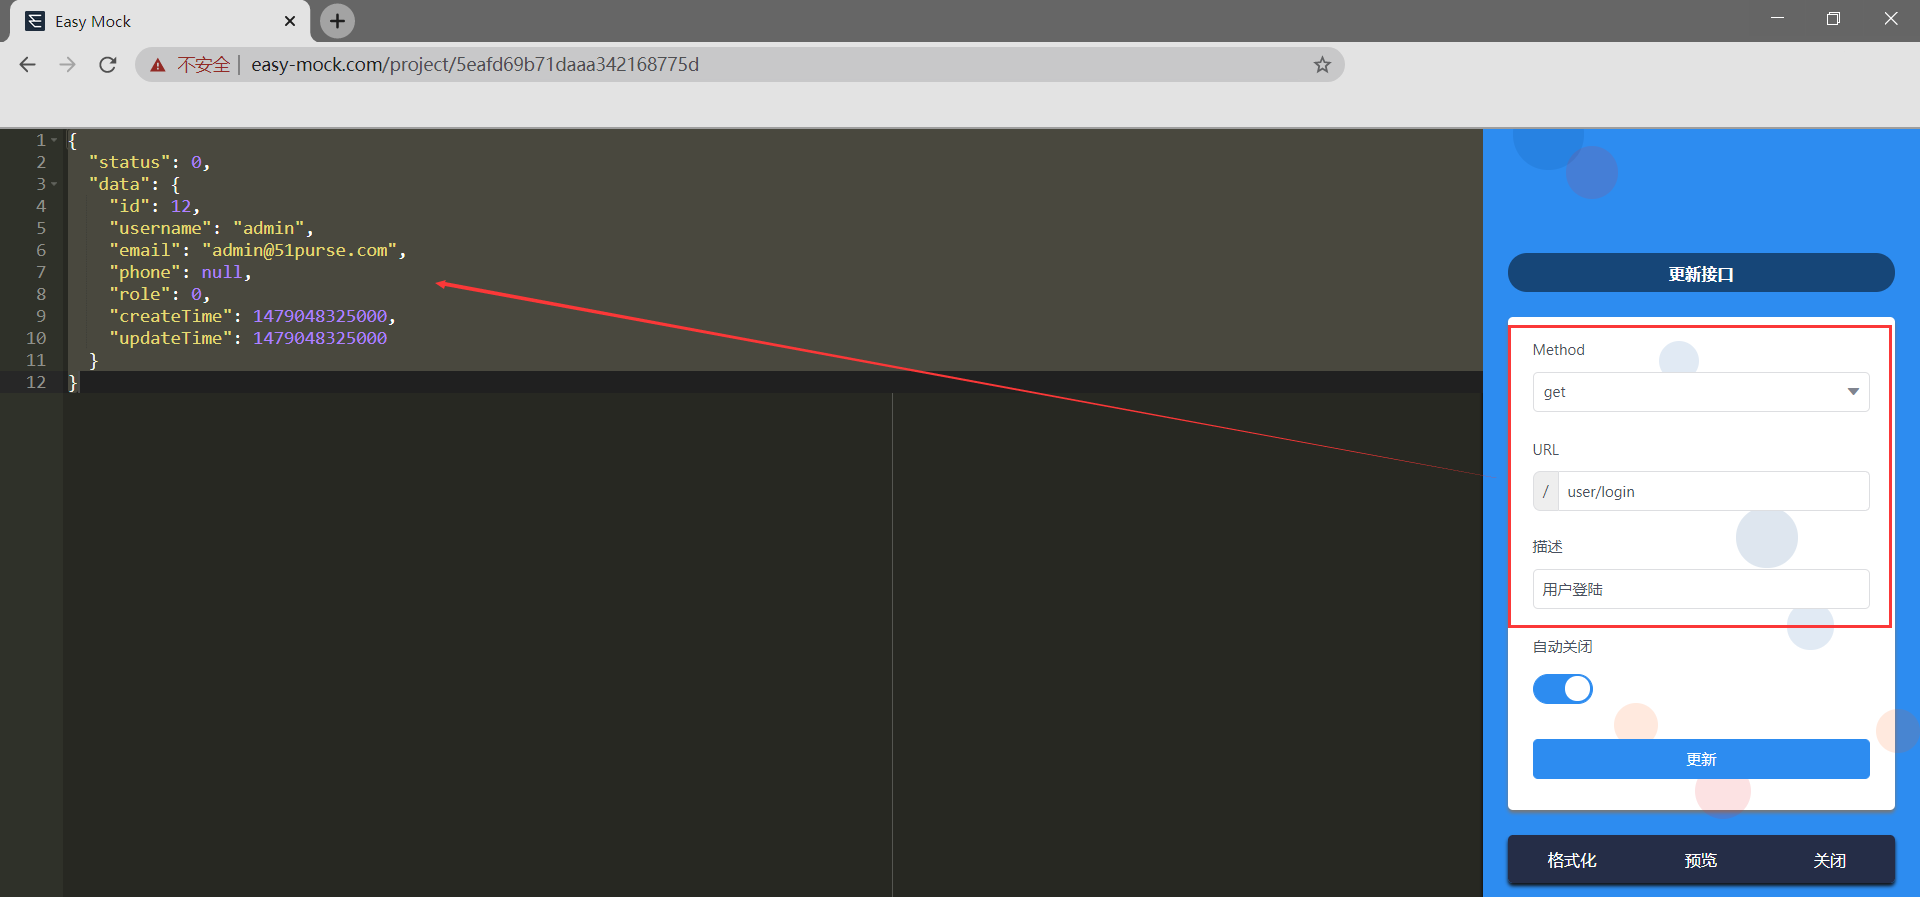 Easy Mock
不安全 | easy-mock.com/project/5eafd69b71daaa342168775d
1 {
2 "status": 0,
3 "data": {
4 "id": 12,
5 "username": "admin",
6 "email": "admin@51purse.com",
7 "phone": null,
8 "role": 0,
9 "createTime": 1479048325000,
10 "updateTime": 1479048325000
11 }
12 }
更新接口
Method
get
URL
/ user/login
描述
用户登陆
自动关闭
更新
格式化 预览 关闭